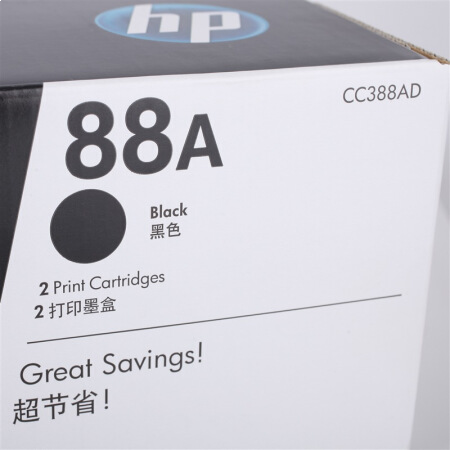 hp
CC388AD
88A
Black
黑色
2 Print Cartridges
2 打印墨盒
Great Savings!
超节省!